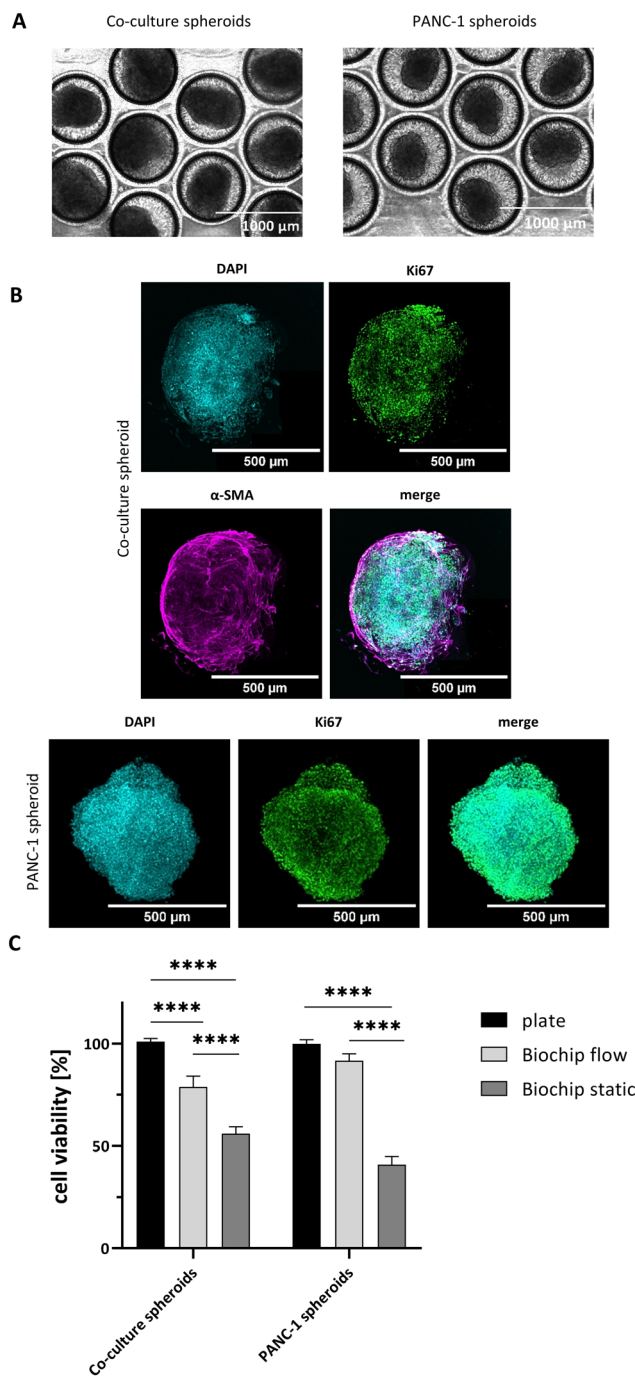 A
Co-culture spheroids
PANC-1 spheroids
1000 µm
1000 µm
B
Co-culture spheroid
DAPI
Ki67
500 µm
500 µm
α-SMA
merge
500 µm
500 µm
PANC-1 spheroid
DAPI
Ki67
merge
500 µm
500 µm
500 µm
C
cell viability [%]
100
50
0
****
****
****
****
****
Co-culture spheroids
PANC-1 spheroids
plate
Biochip flow
Biochip static